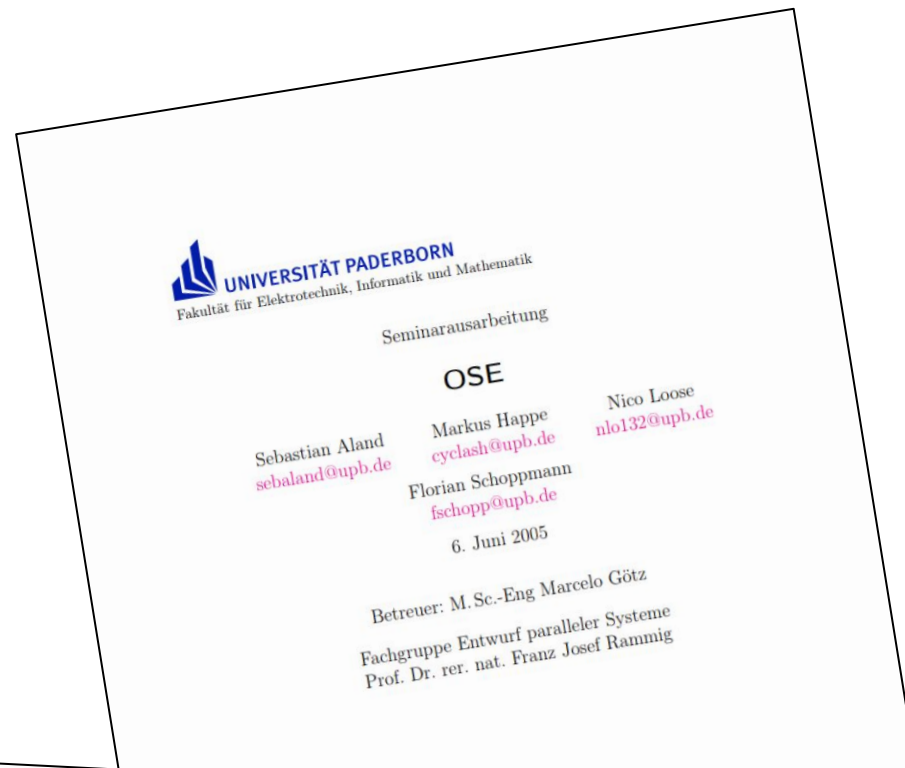 UNIVERSITÄT PADERBORN
Fakultät für Elektrotechnik, Informatik und Mathematik
Seminarausarbeitung
OSE
Sebastian Aland Markus Happe Nico Loose
sebaland@upb.de cyclash@upb.de nlo132@upb.de
Florian Schoppmann
fschopp@upb.de
6. Juni 2005
Betreuer: M. Sc.-Eng Marcelo Götz
Fachgruppe Entwurf paralleler Systeme
Prof. Dr. rer. nat. Franz Josef Rammig